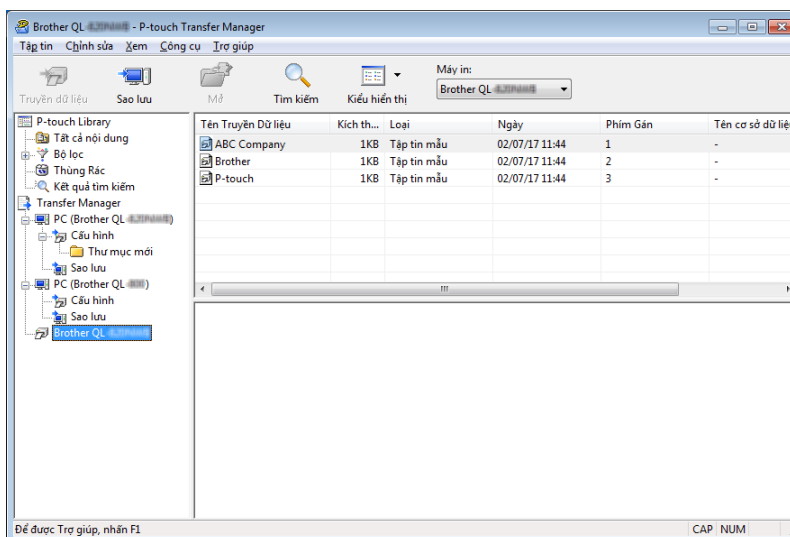 Brother QL - P-touch Transfer Manager
Tập tin Chỉnh sửa Xem Công cụ Trợ giúp
Truyền dữ liệu Sao lưu Mở Tìm kiếm Kiểu hiển thị Máy in:
Brother QL
P-touch Library
Tất cả nội dung
Bộ lọc
Thùng Rác
Kết quả tìm kiếm
Transfer Manager
PC (Brother QL )
Cấu hình
Thư mục mới
Sao lưu
PC (Brother QL )
Cấu hình
Sao lưu
Brother QL
Tên Truyền Dữ liệu Kích th... Loại Ngày Phím Gán Tên cơ sở dữ liệ
ABC Company 1KB Tập tin mẫu 02/07/17 11:44 1 -
Brother 1KB Tập tin mẫu 02/07/17 11:44 2 -
P-touch 1KB Tập tin mẫu 02/07/17 11:44 3 -
Để được Trợ giúp, nhấn F1 CAP NUM